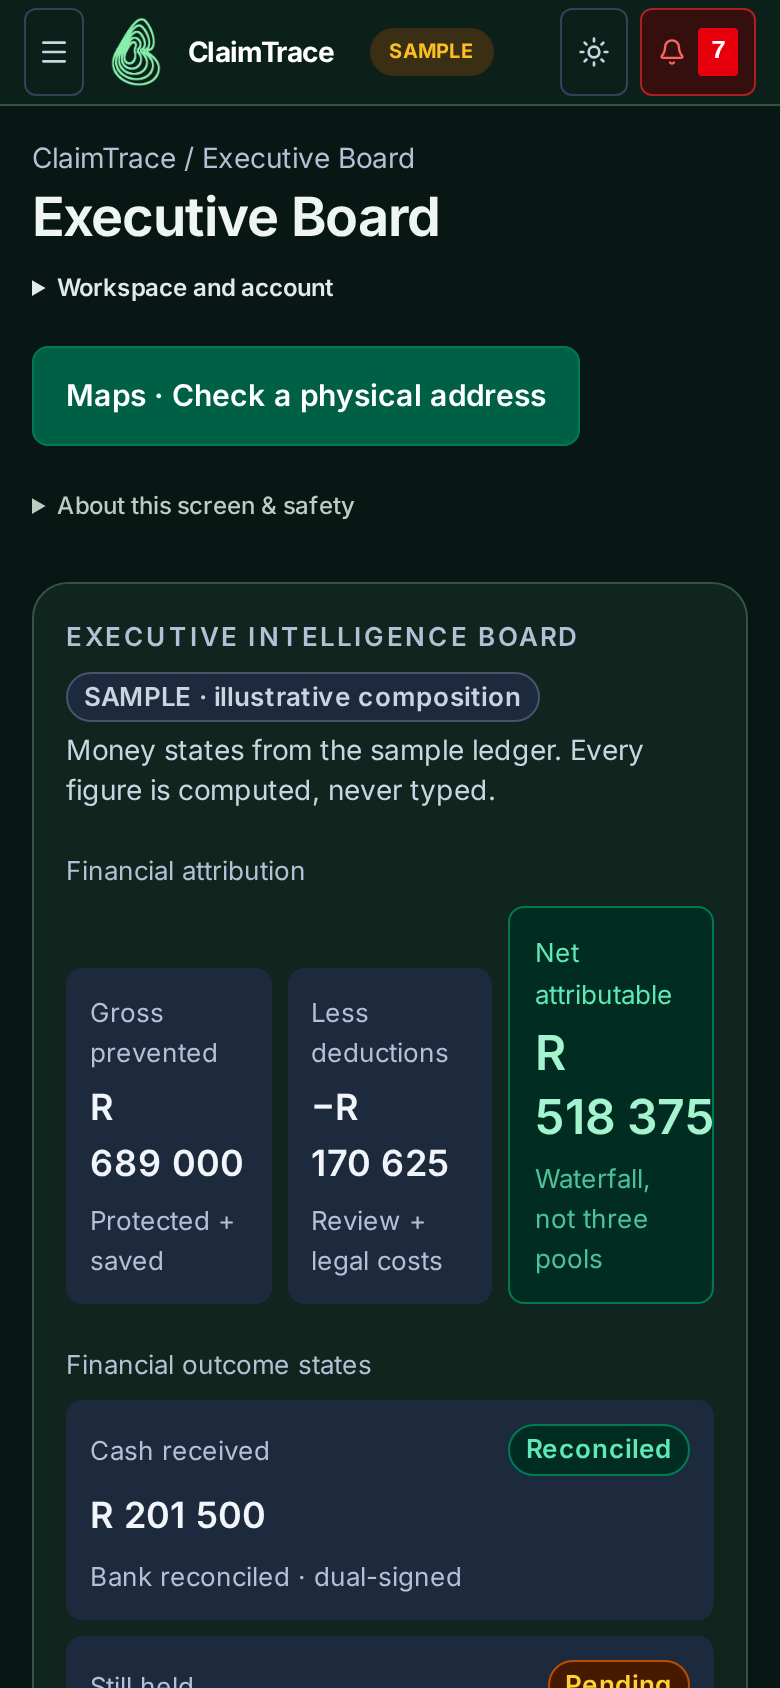 ClaimTrace
SAMPLE
7
ClaimTrace / Executive Board
Executive Board
Workspace and account
Maps · Check a physical address
About this screen & safety
EXECUTIVE INTELLIGENCE BOARD
SAMPLE · illustrative composition
Money states from the sample ledger. Every
figure is computed, never typed.
Financial attribution
Gross
prevented
R
689 000
Protected +
saved
Less
deductions
−R
170 625
Review +
legal costs
Net
attributable
R
518 375
Waterfall,
not three
pools
Financial outcome states
Cash received
Reconciled
R 201 500
Bank reconciled · dual-signed
Still held
Pending